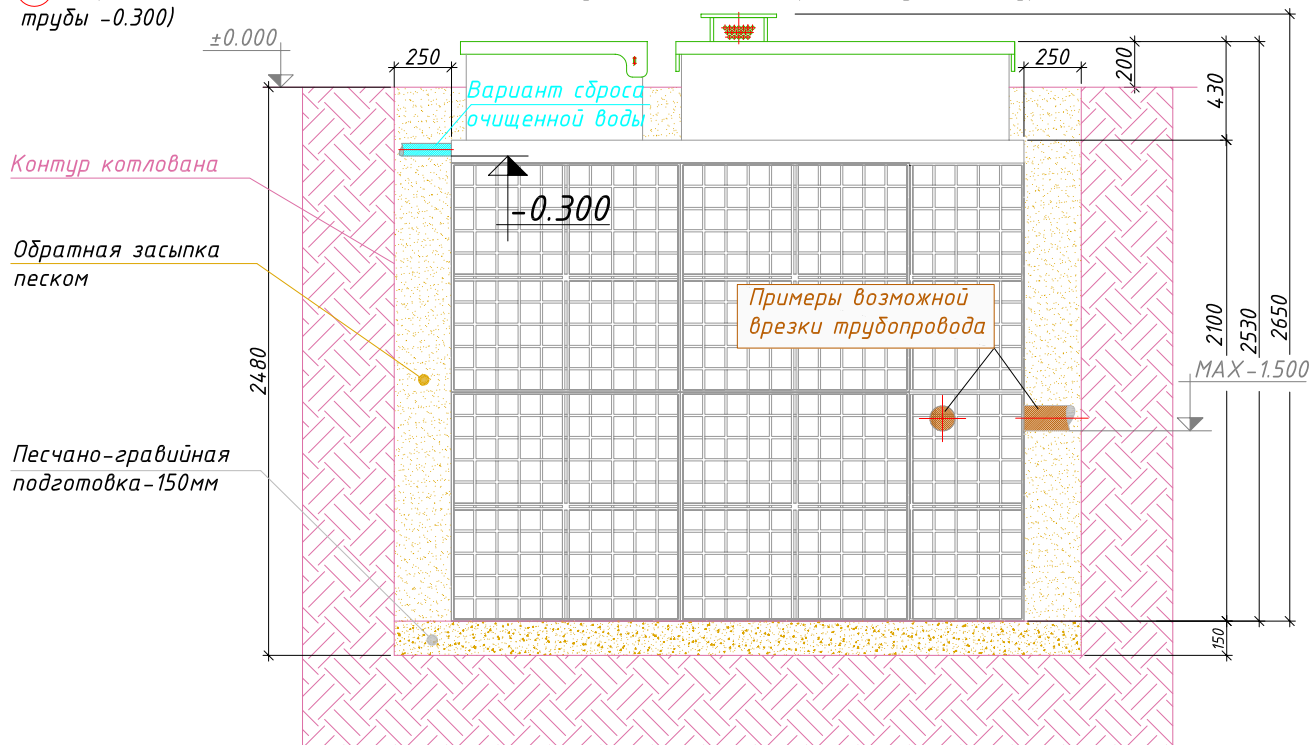 трубы -0.300)
±0.000
250
250
200
430
Вариант сброса
очищенной воды
Контур котлована
-0.300
Обратная засыпка
песком
Примеры возможной
врезки трубопровода
2100
2530
2650
2480
MAX-1.500
Песчано-гравийная
подготовка-150мм
150